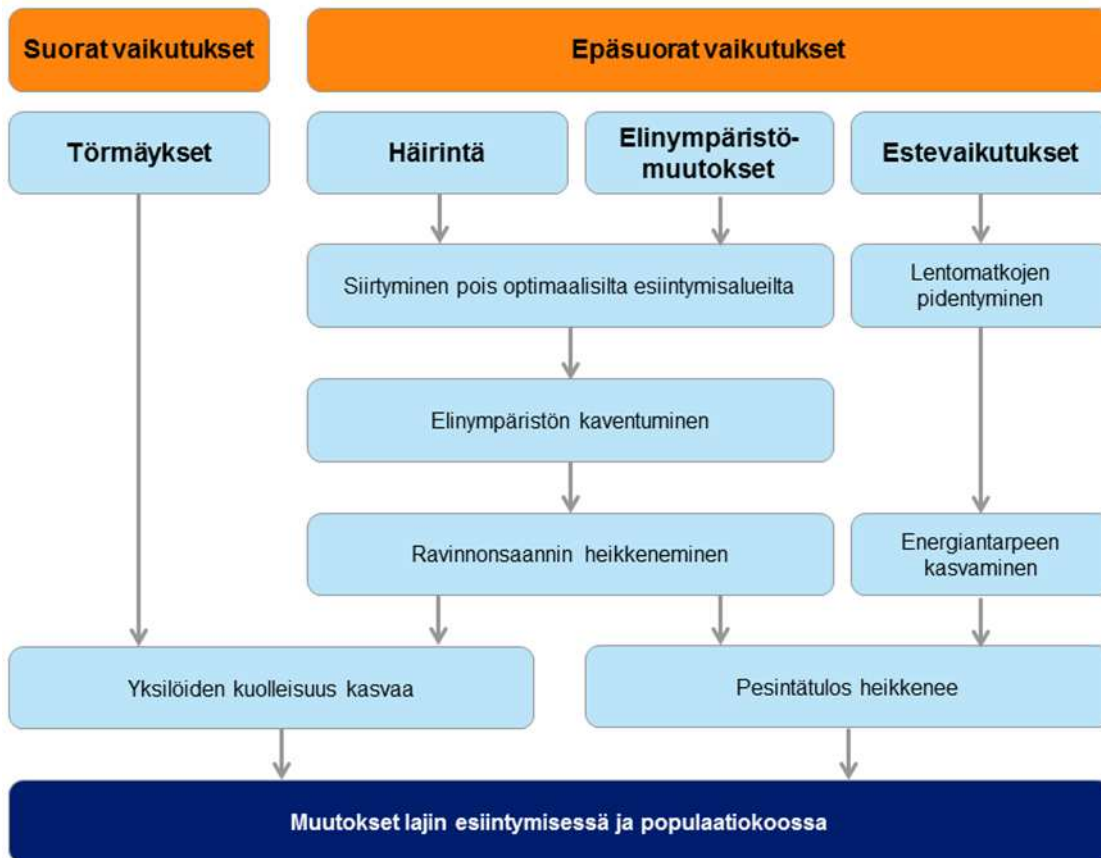 Suorat vaikutukset
Epäsuorat vaikutukset
Törmäykset
Häirintä
Elinympäristö-
muutokset
Estevaikutukset
Siirtyminen pois optimaalisilta esiintymisalueilta
Lentomatkojen
pidentyminen
Elinympäristön kaventuminen
Ravinnonsaannin heikkeneminen
Energiantarpeen
kasvaminen
Yksilöiden kuolleisuus kasvaa
Pesintätulos heikkenee
Muutokset lajin esiintymisessä ja populaatiokoossa